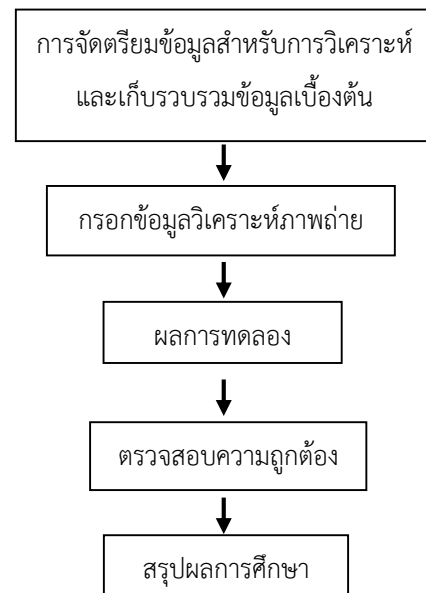 การจัดตรียมข้อมูลสำหรับการวิเคราะห์
และเก็บรวบรวมข้อมูลเบื้องต้น
กรอกข้อมูลวิเคราะห์ภาพถ่าย
ผลการทดลอง
ตรวจสอบความถูกต้อง
สรุปผลการศึกษา